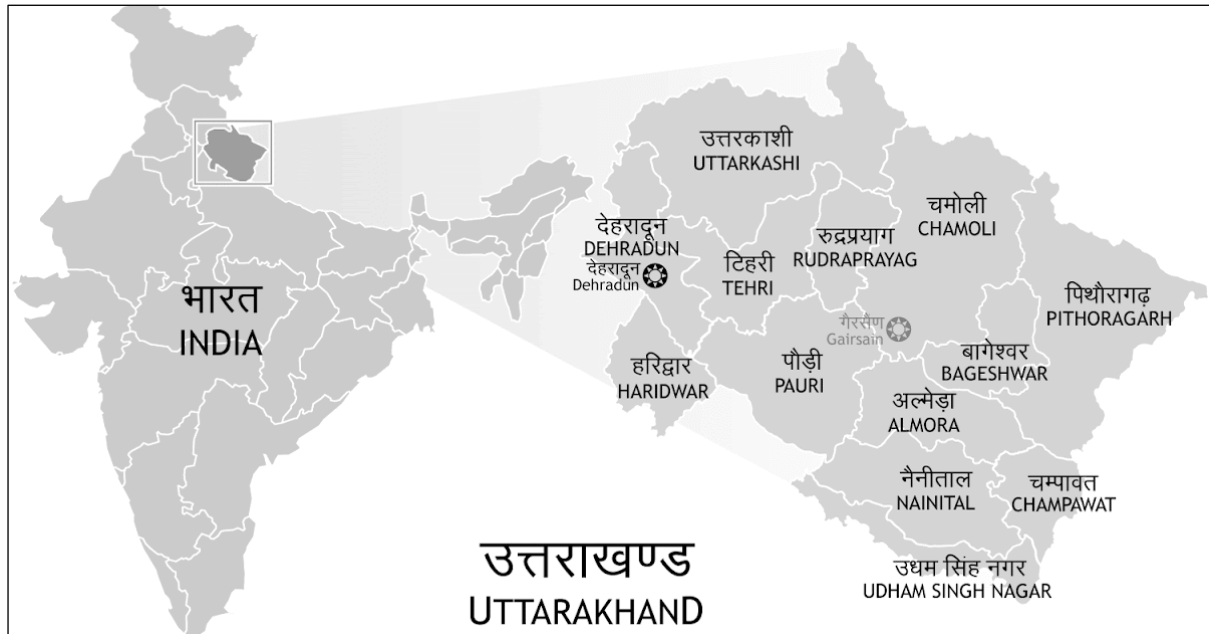 उत्तरकाशी
UTTARKASHI
चमोली
CHAMOLI
देहरादून
DEHRADUN
देहरादून
Dehradun
रुद्रप्रयाग
RUDRAPRAYAG
टिहरी
TEHRI
पिथौरागढ़
PITHORAGARH
भारत
INDIA
गैरसैण
Gairsain
हरिद्वार
HARIDWAR
पौड़ी
PAURI
बागेश्वर
BAGESHWAR
अल्मेड़ा
ALMORA
नैनीताल
NAINITAL
चम्पावत
CHAMPAWAT
उधम सिंह नगर
UDHAM SINGH NAGAR
उत्तराखण्ड
UTTARAKHAND